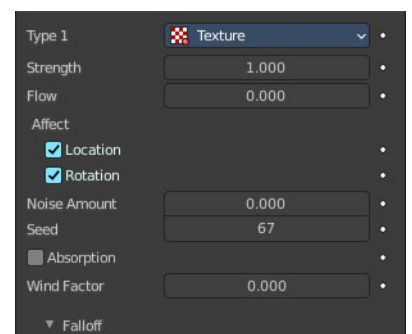 Type 1 Texture
Strength 1.000
Flow 0.000
Affect
Location
Rotation
Noise Amount 0.000
Seed 67
Absorption
Wind Factor 0.000
Falloff